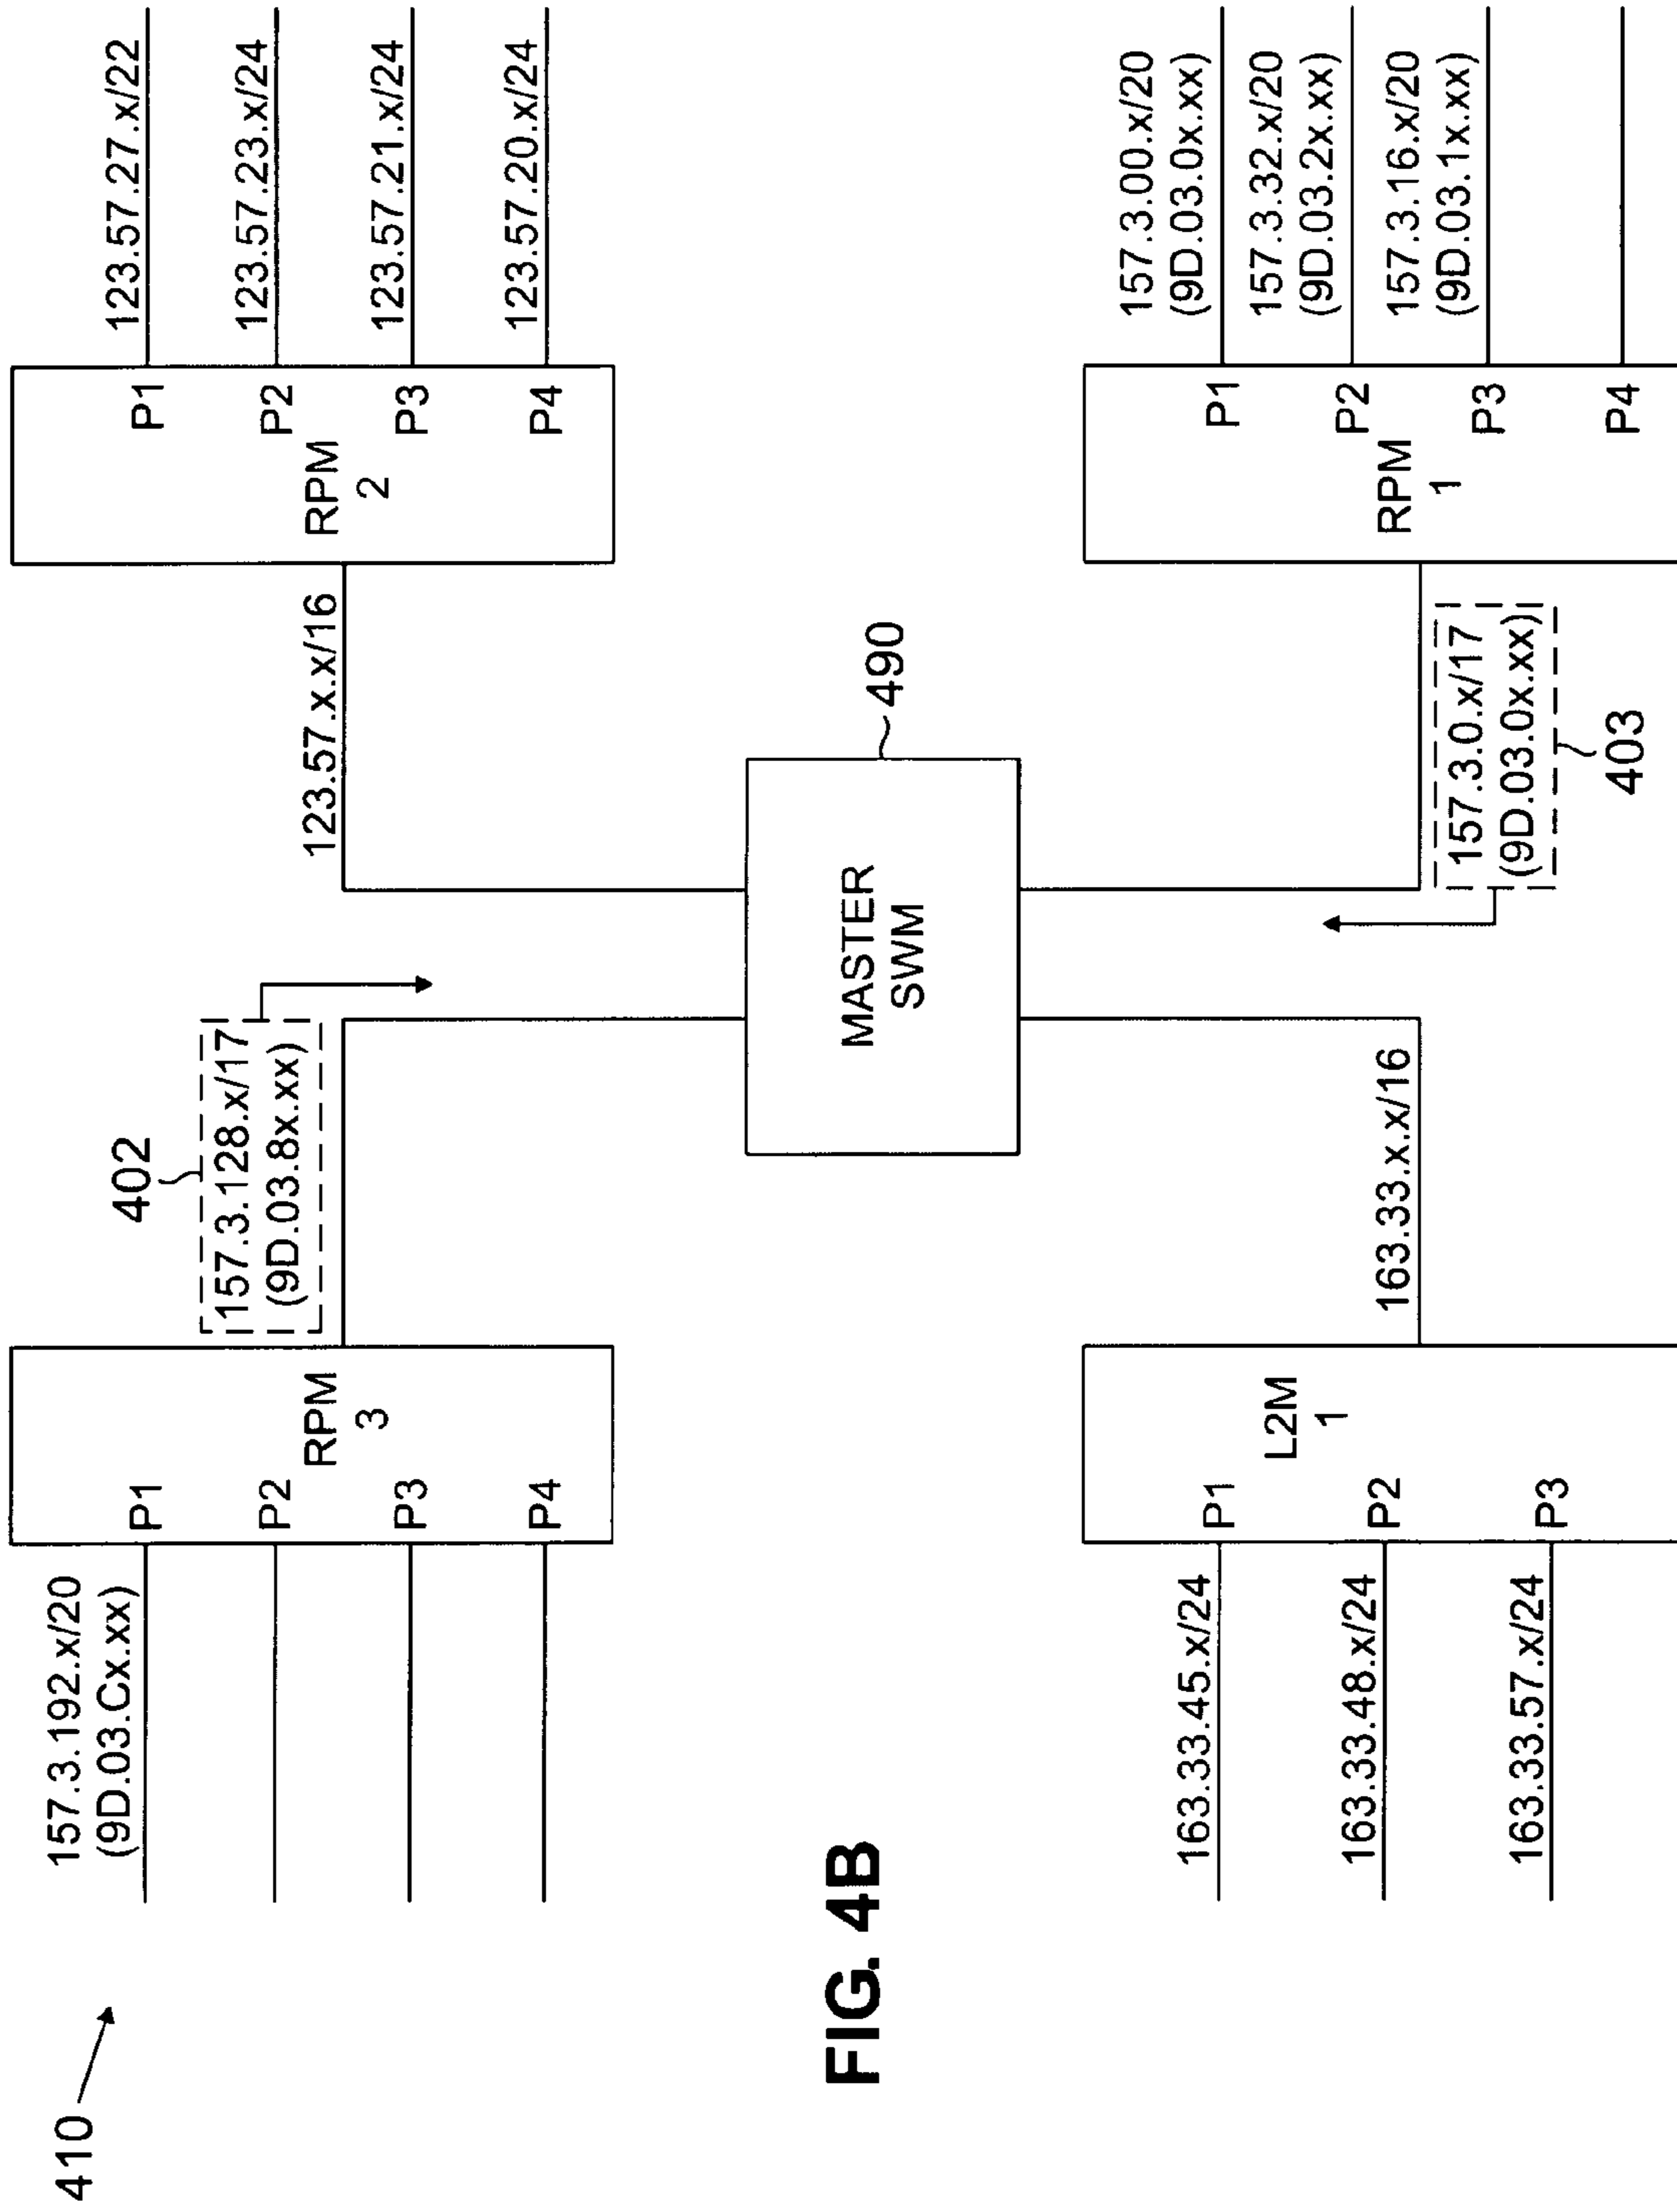 410
157.3.192.x/20
(9D.03.Cx.xx)
P1
P2
P3
P4
RPM
3
402
157.3.128.x/17
(9D.03.8x.xx)
123.57.x.x/16
RPM
2
P1
P2
P3
P4
123.57.27.x/22
123.57.23.x/24
123.57.21.x/24
123.57.20.x/24
MASTER
SWM
490
FIG. 4B
163.33.45.x/24
163.33.48.x/24
163.33.57.x/24
P1
P2
P3
L2M
1
163.33.x.x/16
157.3.0.x/17
(9D.03.0x.xx)
403
RPM
1
P1
P2
P3
P4
157.3.00.x/20
(9D.03.0x.xx)
157.3.32.x/20
(9D.03.2x.xx)
157.3.16.x/20
(9D.03.1x.xx)